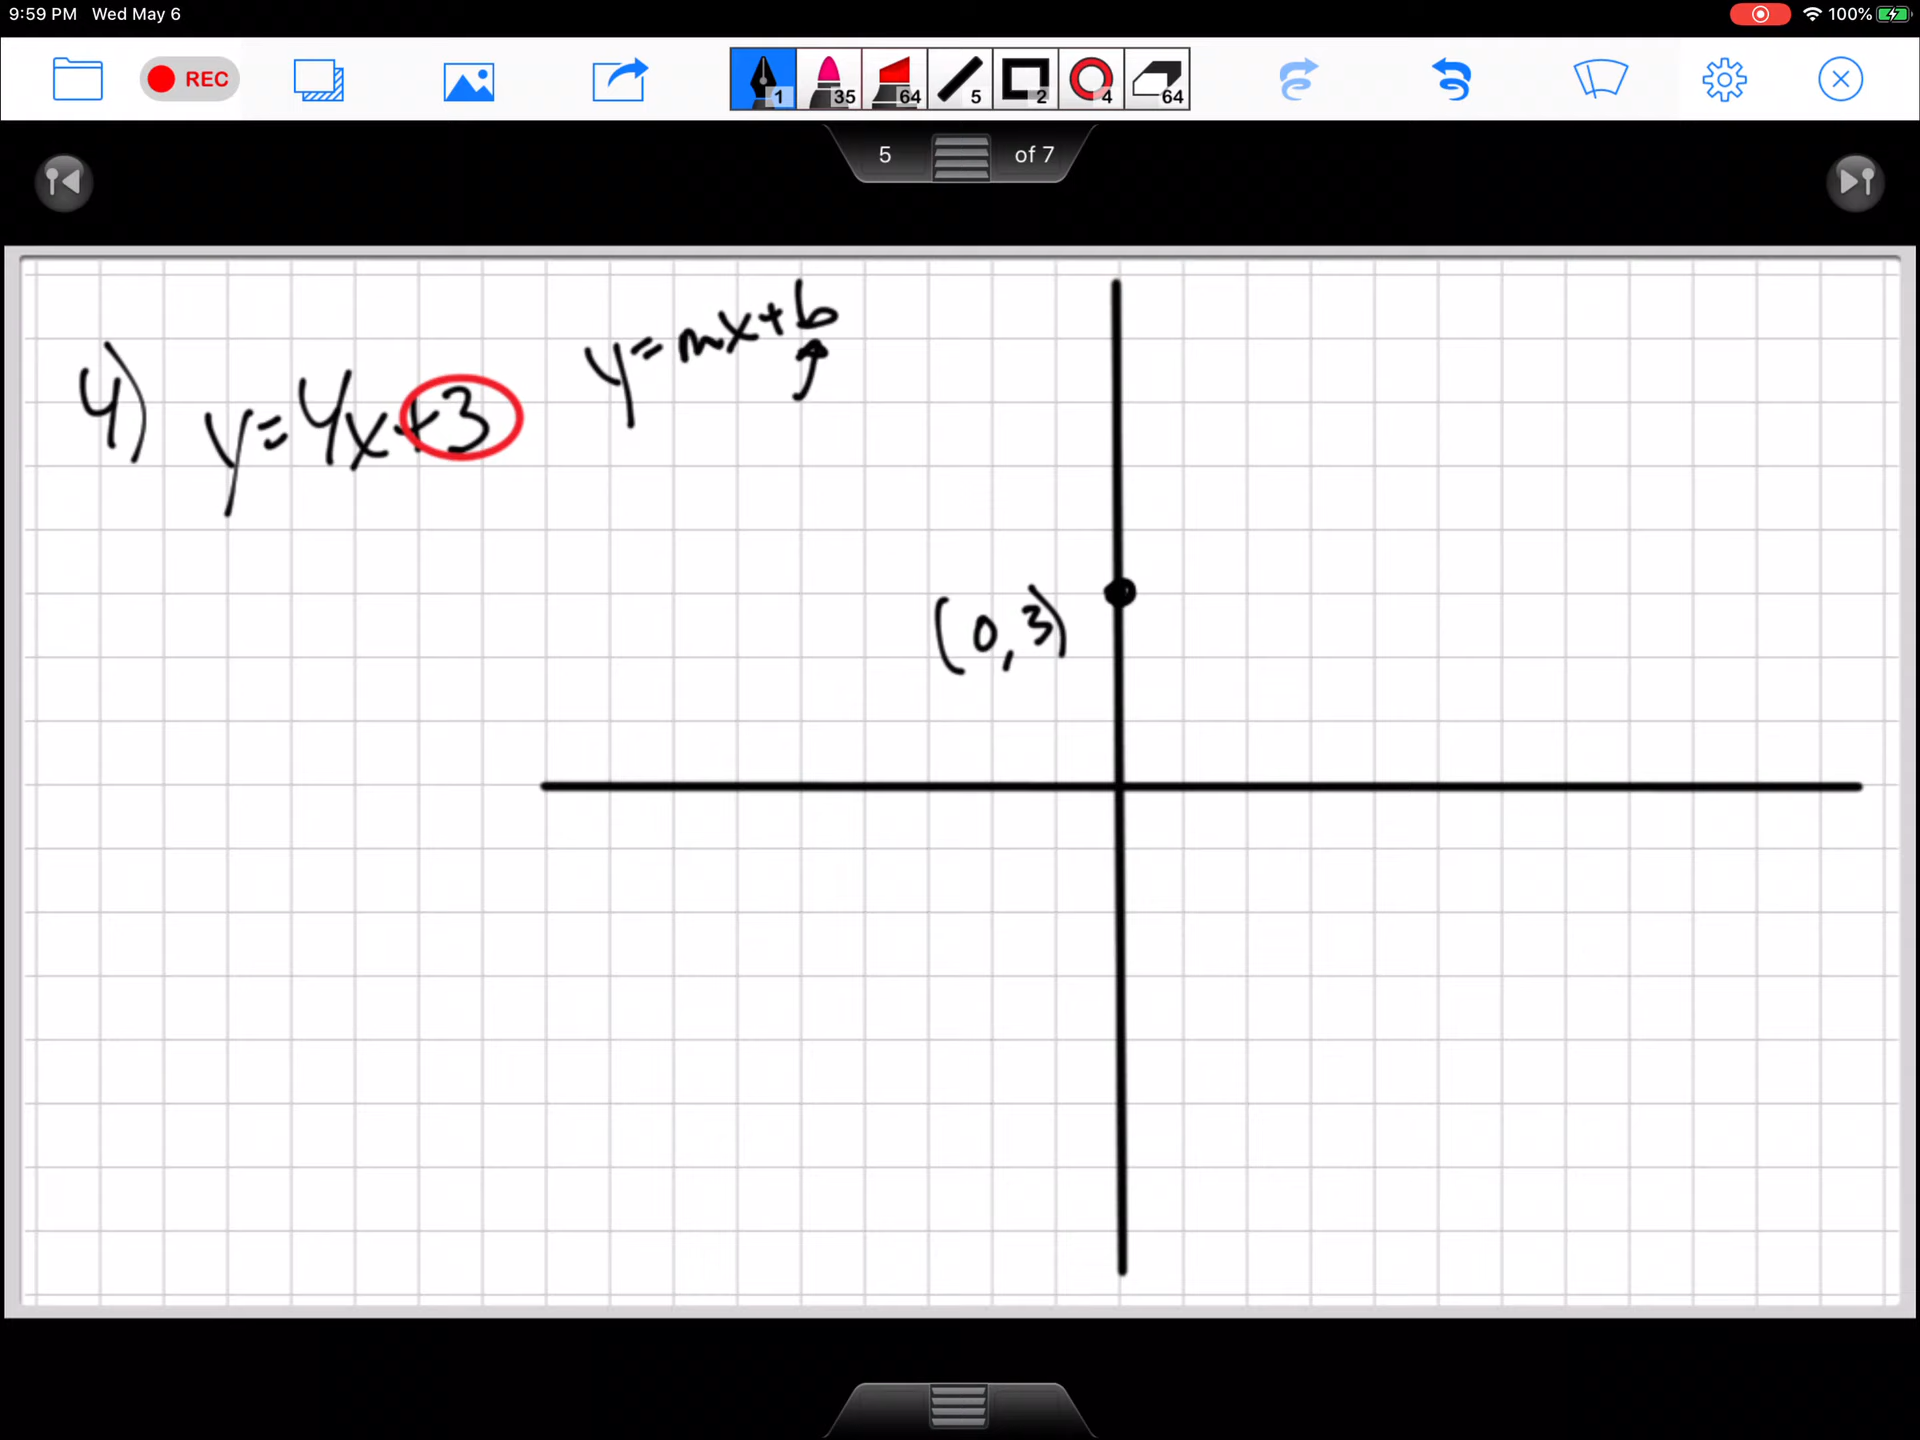 9:59 PM Wed May 6
100%
REC
1 35 64 5 2 4 64
5 of 7
y=mx+b
4) y=4x+3
(0,3)